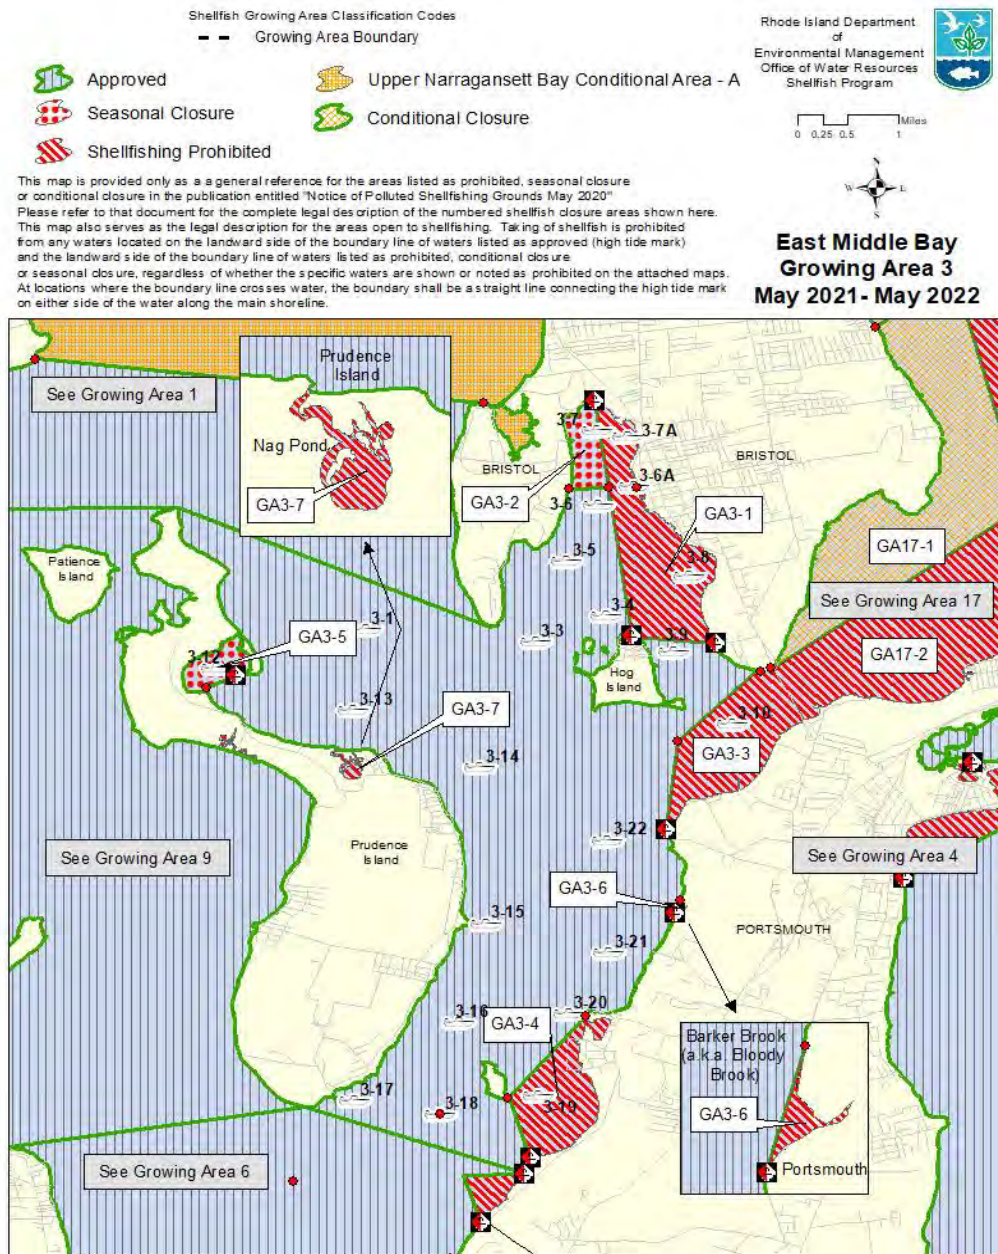 Shellfish Growing Area Classification Codes
Growing Area Boundary
Approved
Seasonal Closure
Shellfishing Prohibited
Upper Narragansett Bay Conditional Area - A
Conditional Closure
Rhode Island Department
of
Environmental Management
Office of Water Resources
Shellfish Program
Miles
0 0.25 0.5 1
N
W E
S
This map is provided only as a a general reference for the areas listed as prohibited, seasonal closure
or conditional closure in the publication entitled "Notice of Polluted Shellfishing Grounds May 2020"
Please refer to that document for the complete legal description of the numbered shellfish closure areas shown here.
This map also serves as the legal description for the areas open to shellfishing. Taking of shellfish is prohibited
from any waters located on the landward side of the boundary line of waters listed as approved (high tide mark)
and the landward side of the boundary line of waters listed as prohibited, conditional closure
or seasonal closure, regardless of whether the specific waters are shown or noted as prohibited on the attached maps.
At locations where the boundary line crosses water, the boundary shall be a straight line connecting the high tide mark
on either side of the water along the main shoreline.
East Middle Bay
Growing Area 3
May 2021- May 2022
See Growing Area 1
Prudence
Island
Nag Pond
GA3-7
3-7
3-7A
BRISTOL
BRISTOL
3-6A
GA3-2
3-6
GA3-1
GA17-1
3-5
3-8
Patience
Island
See Growing Area 17
3-4
3-1
GA3-5
3-3
3-9
GA17-2
3-12
Hog
Island
3-13
GA3-7
3-10
GA3-3
3-14
3-22
Prudence
Island
See Growing Area 9
See Growing Area 4
GA3-6
3-15
PORTSMOUTH
3-21
3-16
GA3-4
3-20
Barker Brook
(a.k.a. Bloody
Brook)
3-17
3-18
3-19
GA3-6
See Growing Area 6
Portsmouth